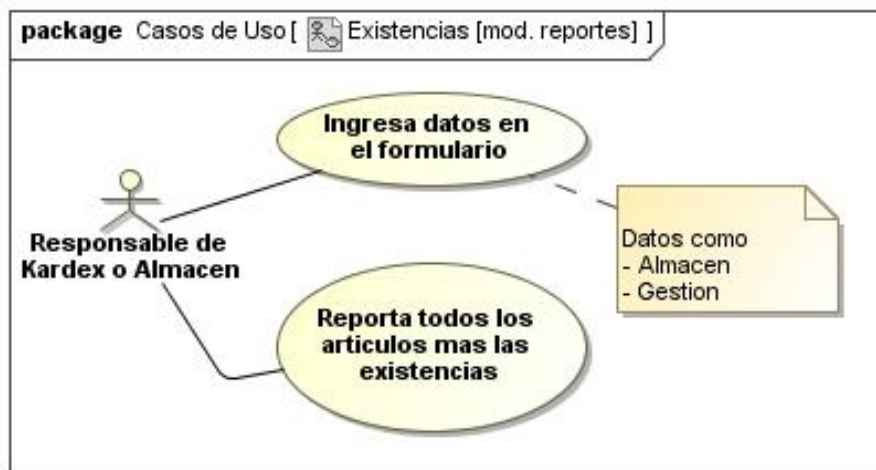 package Casos de Uso [ Existencias [mod. reportes] ]
Ingresa datos en
el formulario
Responsable de
Kardex o Almacen
Datos como
- Almacen
- Gestion
Reporta todos los
articulos mas las
existencias